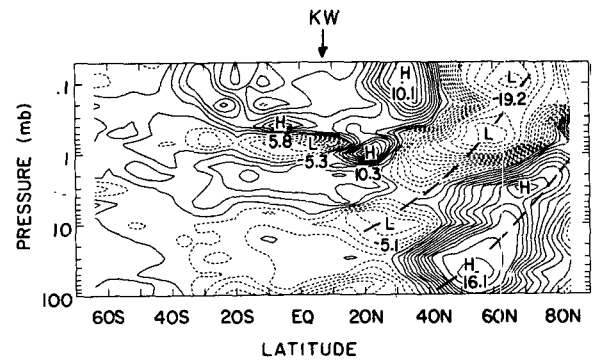 KW
H
10.1
L
-19.2
H
5.8
L
-5.3
H
10.3
L
H
L
-5.1
H
16.1
.1
1
10
100
PRESSURE (mb)
60S 40S 20S EQ 20N 40N 60N 80N
LATITUDE